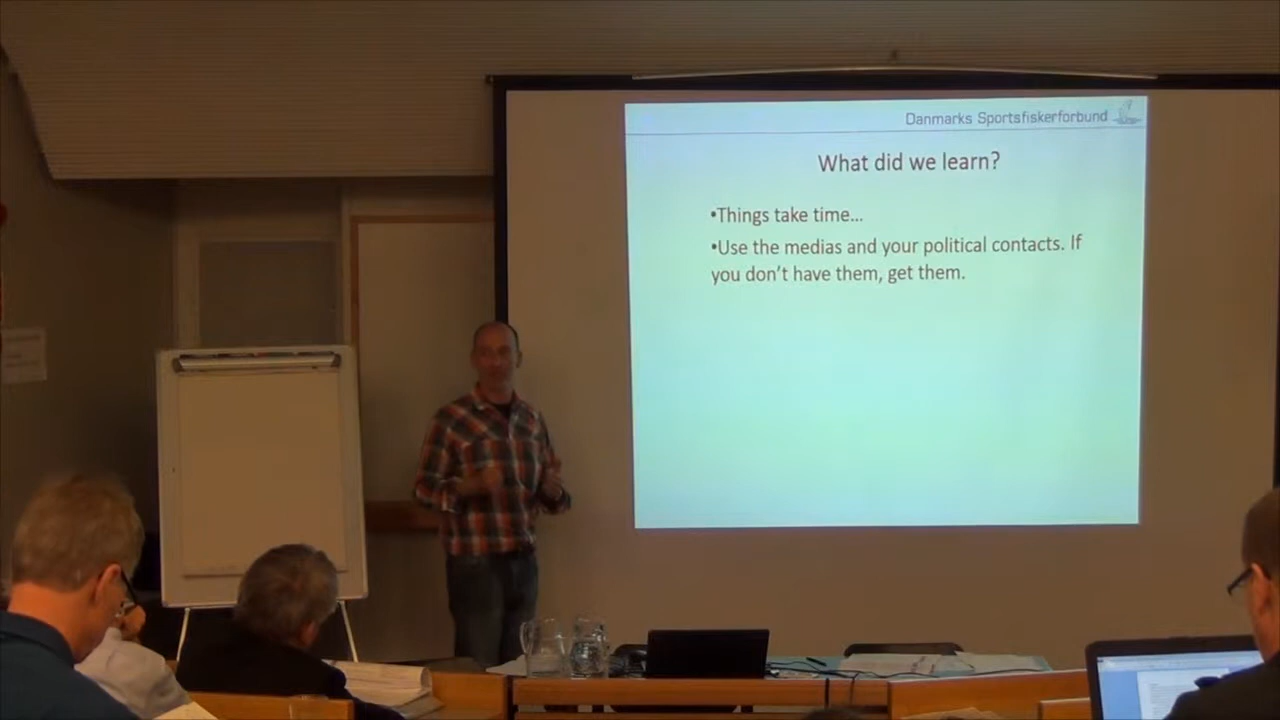 Danmarks Sportsfiskerforbund
What did we learn?
•Things take time...
•Use the medias and your political contacts. If
you don't have them, get them.